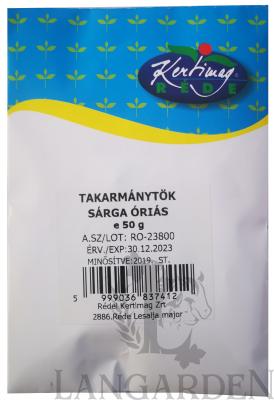 Kertimag
RÉDE
TAKARMÁNYTÖK
SÁRGA ÓRIÁS
e 50 g
A.SZ/LOT: RO-23800
ÉRV./EXP:30.12.2023
MINŐSÍTVE:2019. ST.
5 999036 837412
Rédei Kertimag Zrt.
2886.Réde Lesalja major
LANGARDEN